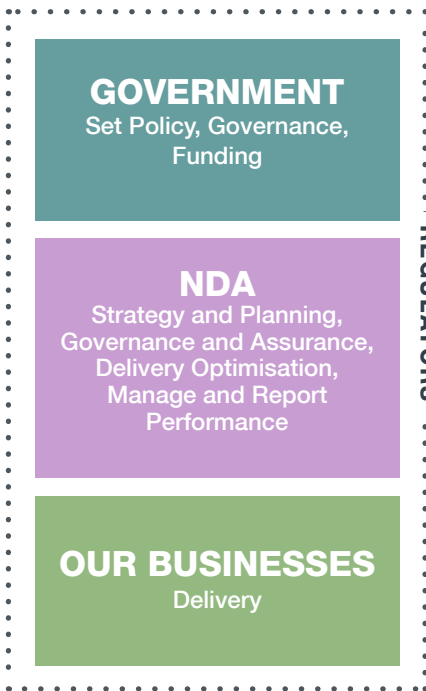 GOVERNMENT
Set Policy, Governance,
Funding
NDA
Strategy and Planning,
Governance and Assurance,
Delivery Optimisation,
Manage and Report
Performance
OUR BUSINESSES
Delivery